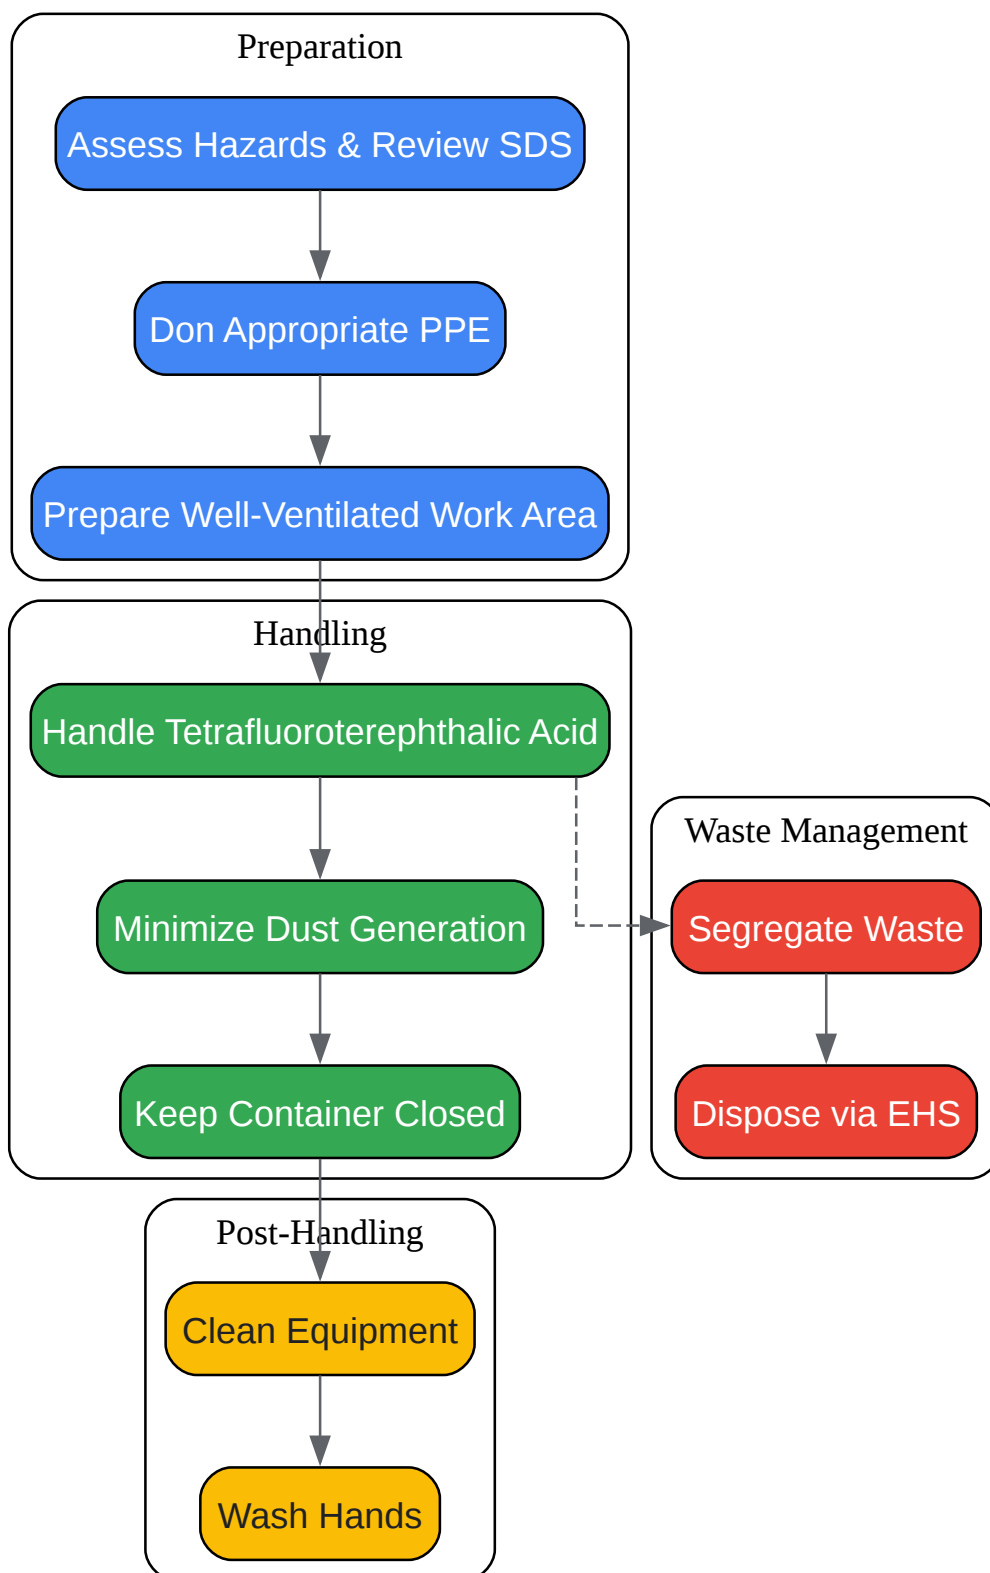 Preparation
Assess Hazards & Review SDS
Don Appropriate PPE
Prepare Well-Ventilated Work Area
Handling
Handle Tetrafluoroterephthalic Acid
Minimize Dust Generation
Keep Container Closed
Waste Management
Segregate Waste
Dispose via EHS
Post-Handling
Clean Equipment
Wash Hands